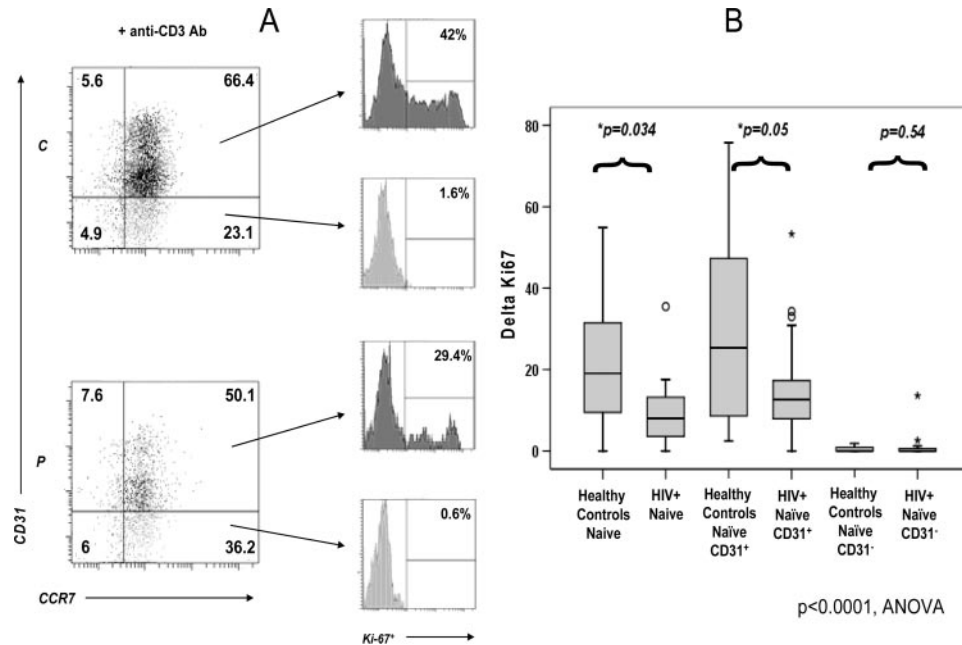 A
B
+ anti-CD3 Ab
5.6
66.4
C
4.9
23.1
42%
1.6%
7.6
50.1
P
6
36.2
29.4%
0.6%
CD31
CCR7
Ki-67⁺
80
60
40
20
0
Delta Ki67
*p=0.034
*p=0.05
p=0.54
*
*
*
Healthy
Controls
Naive
HIV+
Naive
Healthy
Controls
Naïve
CD31⁺
HIV+
Naïve
CD31⁺
Healthy
Controls
Naïve
CD31⁻
HIV+
Naïve
CD31⁻
p<0.0001, ANOVA